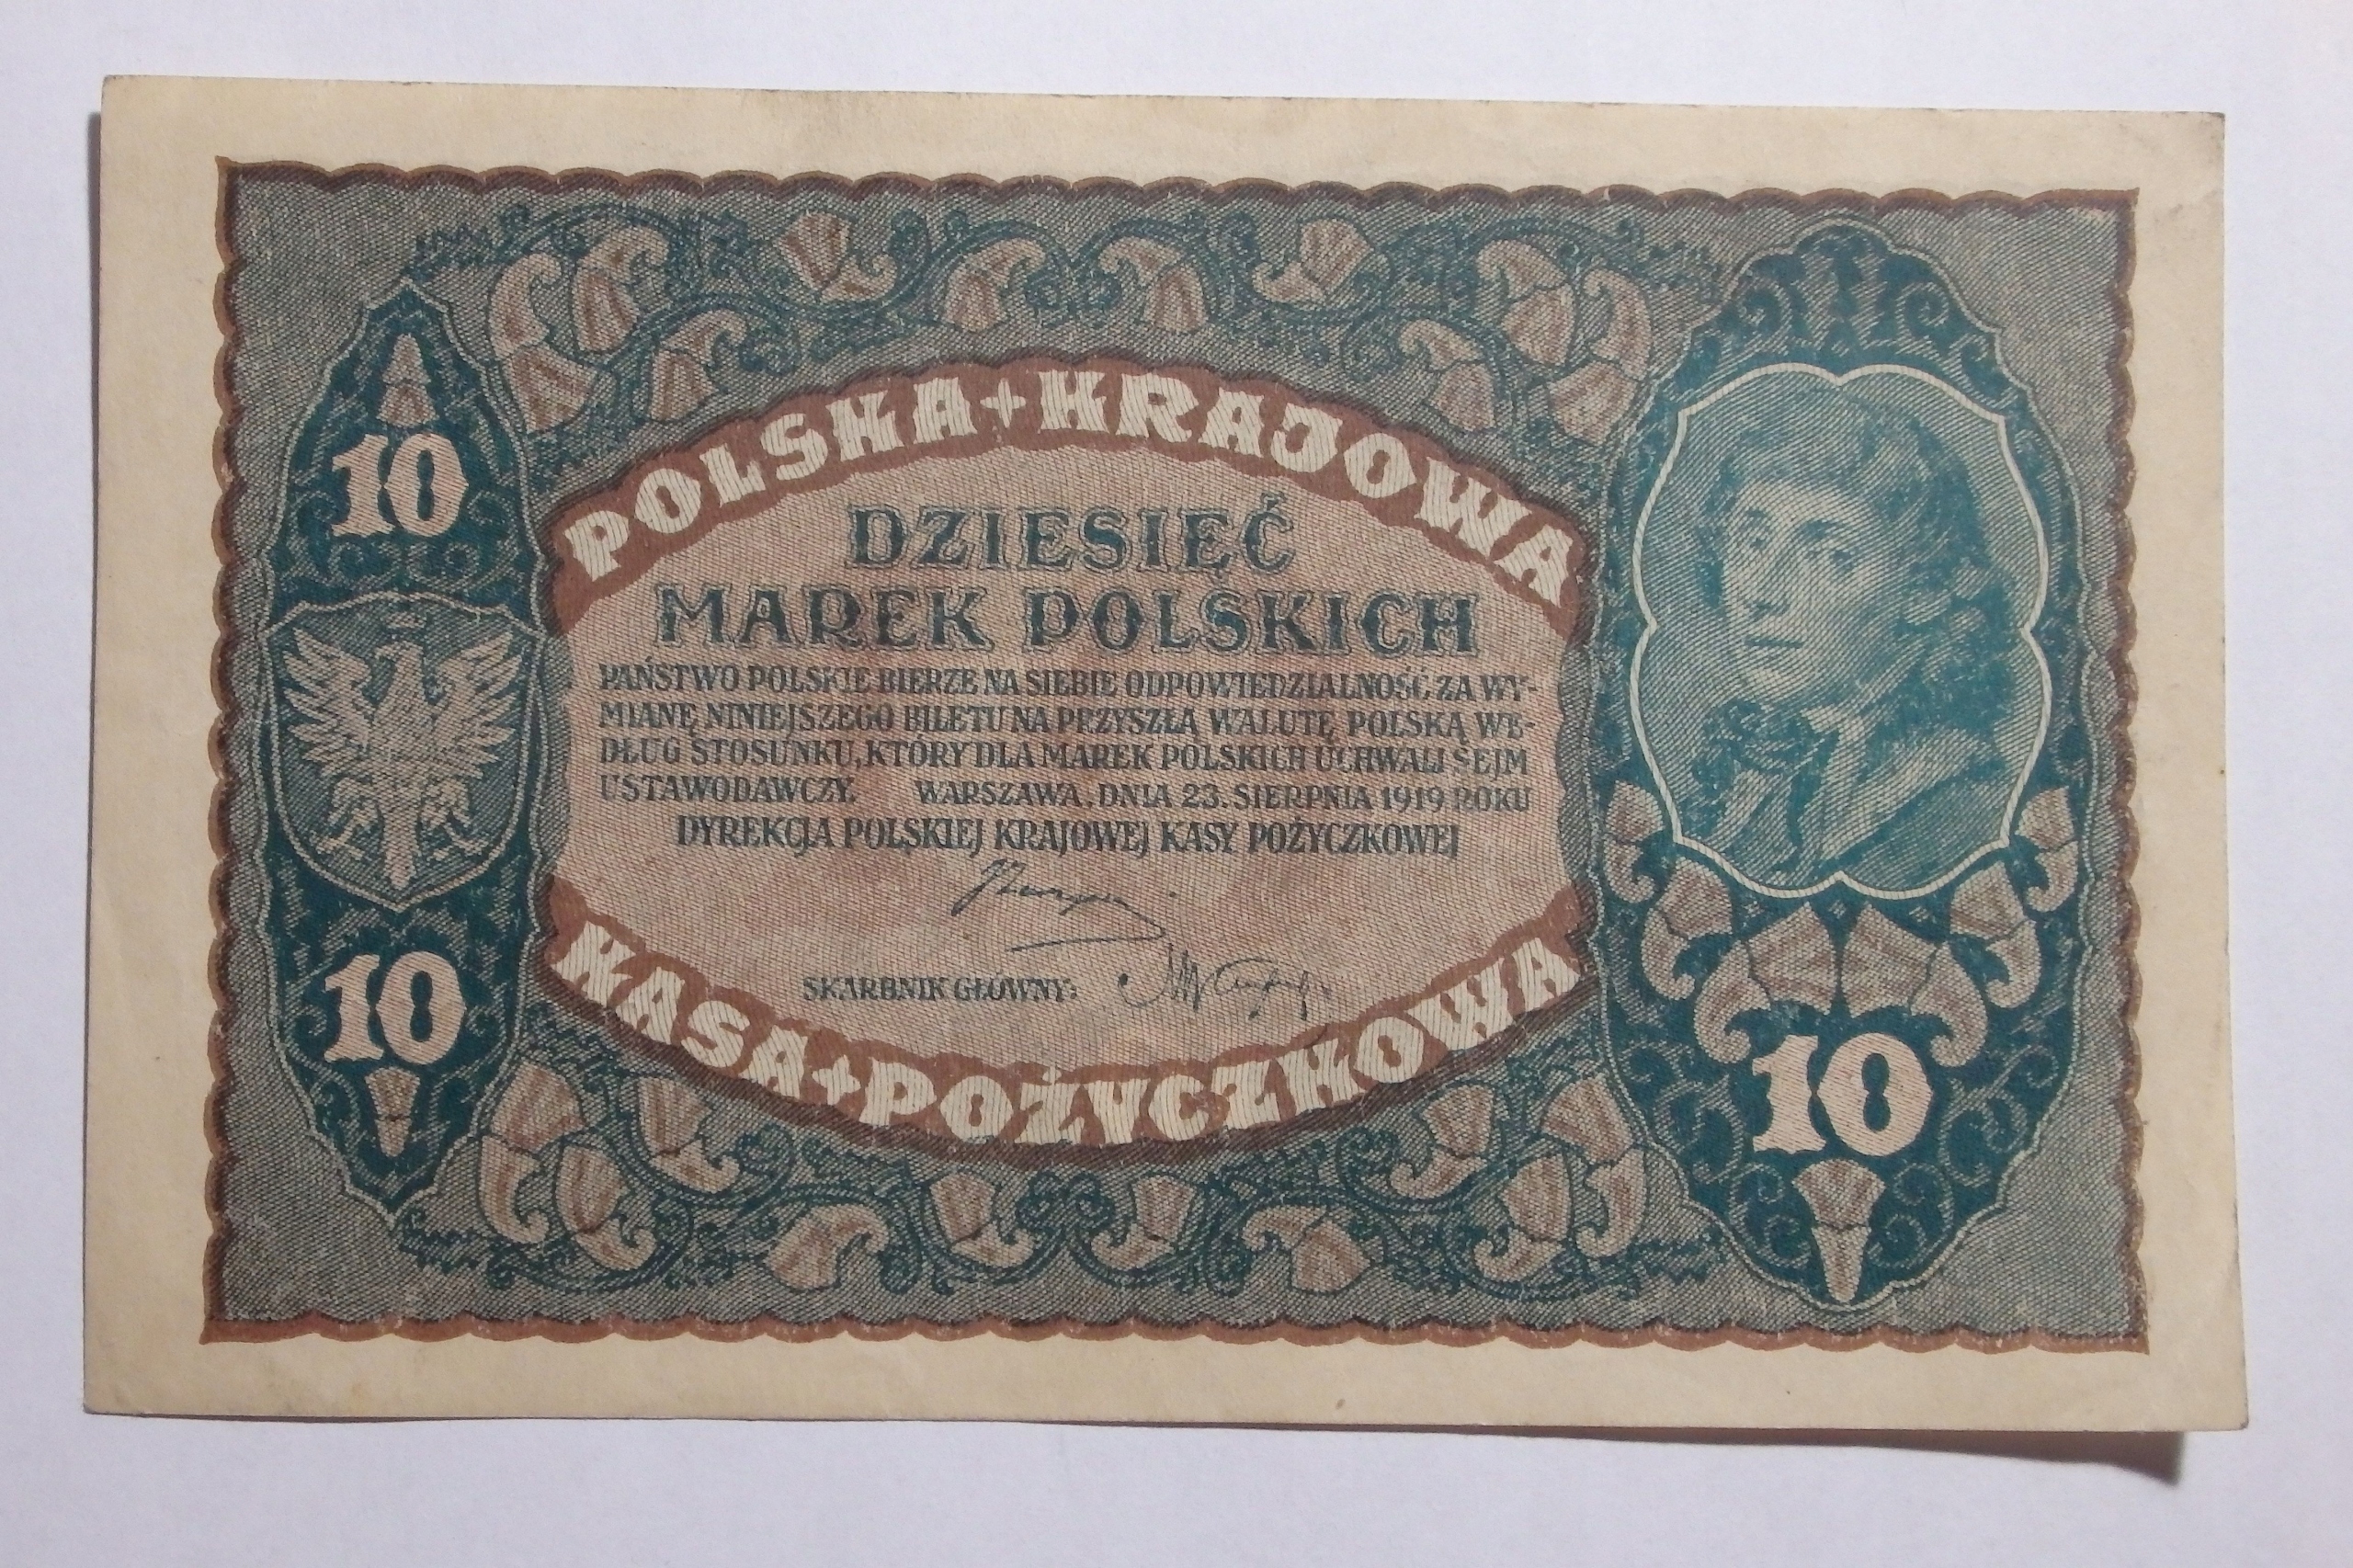 10
POLSKA+KRAJOWA
DZIESIĘĆ
MAREK POLSKICH
PAŃSTWO POLSKIE BIERZE NA SIEBIE ODPOWIEDZIALNOŚĆ ZA WY-
MIANĘ NINIEJSZEGO BILETU NA PRZYSZŁĄ WALUTĘ POLSKĄ WE-
DŁUG STOSUNKU, KTÓRY DLA MAREK POLSKICH UCHWALI SEJM
USTAWODAWCZY. WARSZAWA, DNIA 23. SIERPNIA 1919 ROKU
DYREKCJA POLSKIEJ KRAJOWEJ KASY POŻYCZKOWEJ
SKARBNIK GŁÓWNY:
KASA+POŻYCZKOWA
10
10